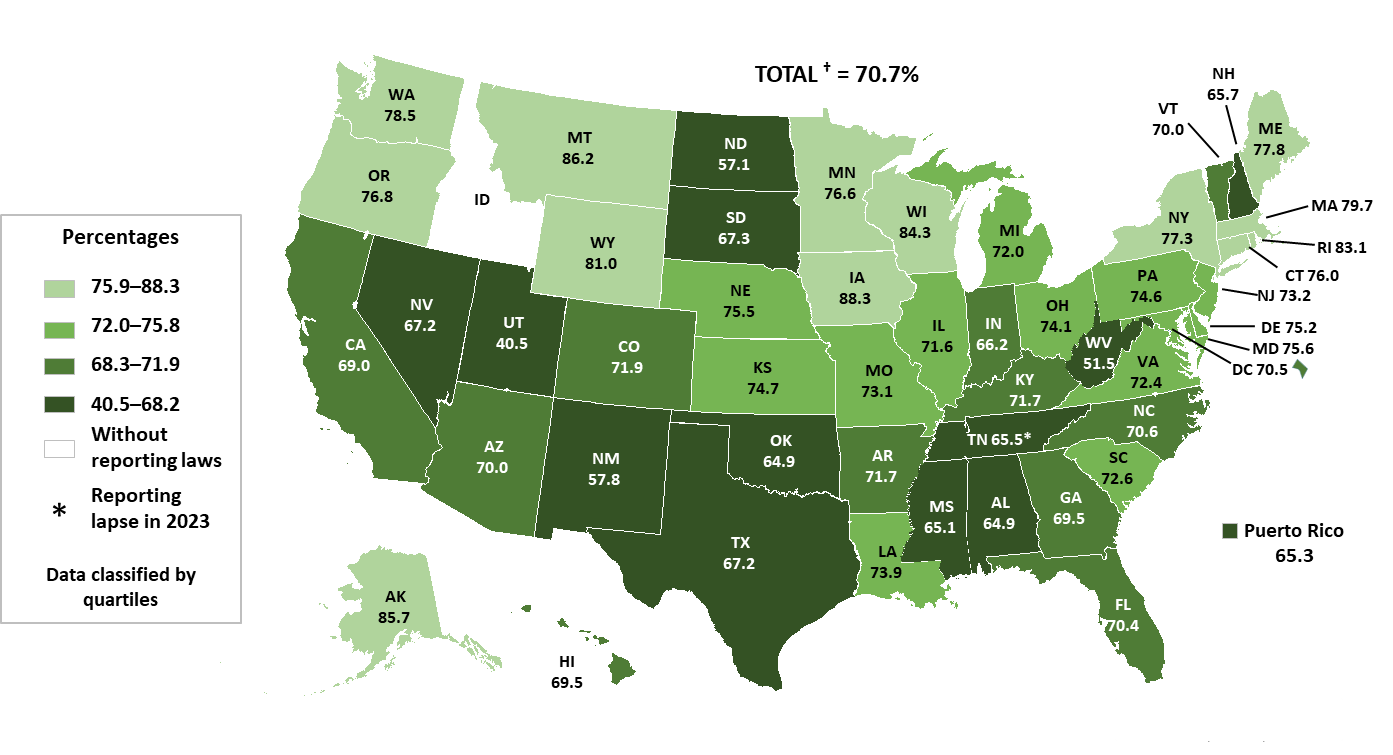 TOTAL † = 70.7%
NH
65.7
VT
70.0
WA
78.5
MT
86.2
ND
57.1
ME
77.8
OR
76.8
ID
MN
76.6
WI
84.3
MI
72.0
NY
77.3
MA 79.7
RI 83.1
CT 76.0
NJ 73.2
DE 75.2
MD 75.6
DC 70.5
SD
67.3
WY
81.0
IA
88.3
NE
75.5
PA
74.6
NV
67.2
UT
40.5
CO
71.9
CA
69.0
KS
74.7
MO
73.1
IL
71.6
IN
66.2
OH
74.1
WV
51.5
VA
72.4
KY
71.7
NC
70.6
TN 65.5*
SC
72.6
AZ
70.0
NM
57.8
OK
64.9
AR
71.7
MS
65.1
AL
64.9
GA
69.5
TX
67.2
LA
73.9
FL
70.4
AK
85.7
HI
69.5
Puerto Rico
65.3
Percentages
75.9–88.3
72.0–75.8
68.3–71.9
40.5–68.2
Without
reporting laws
* Reporting
lapse in 2023
Data classified by
quartiles